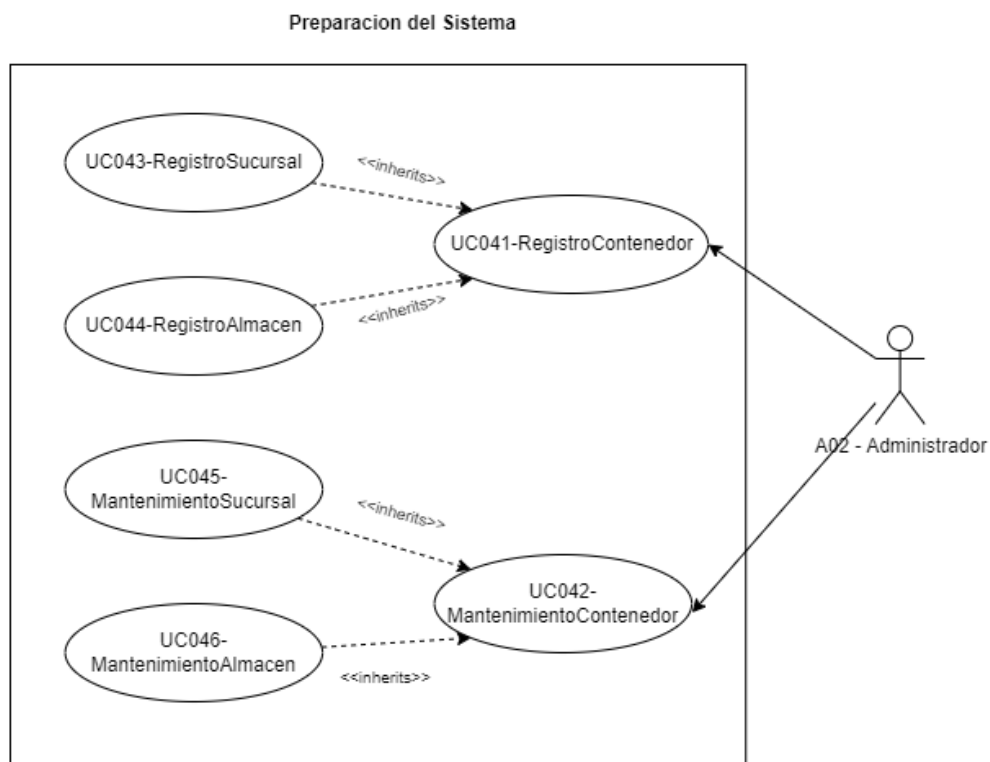 Preparacion del Sistema
UC043-RegistroSucursal
<<inherits>>
UC041-RegistroContenedor
UC044-RegistroAlmacen
<<inherits>>
A02 - Administrador
UC045-
MantenimientoSucursal
<<inherits>>
UC042-
MantenimientoContenedor
UC046-
MantenimientoAlmacen
<<inherits>>